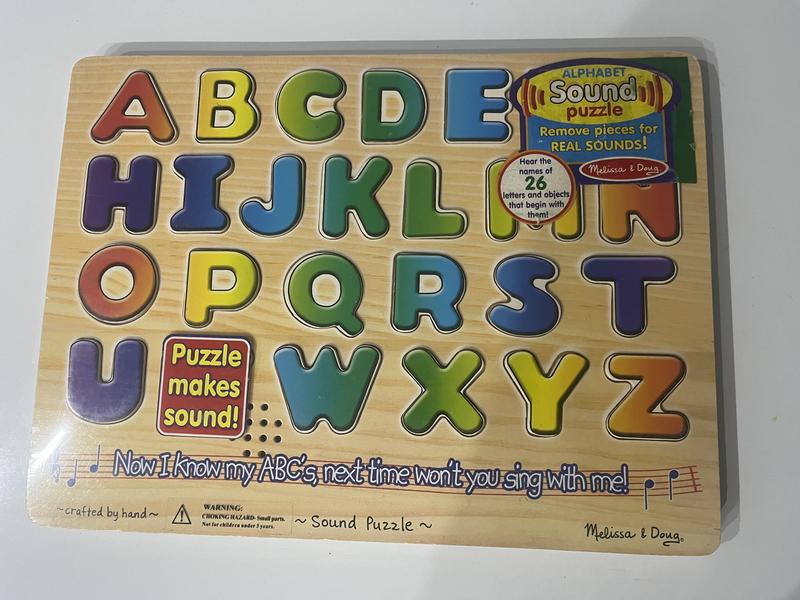 A B C D E
ALPHABET
Sound
puzzle
Remove pieces for
REAL SOUNDS!
Melissa & Doug
Hear the
names of
26
letters and objects
that begin with
them!
H I J K L M N
O P Q R S T
U
Puzzle
makes
sound!
W X Y Z
Now I know my ABC's, next time won't you sing with me!
~crafted by hand~
WARNING:
CHOKING HAZARD- Small parts.
Not for children under 3 years.
~ Sound Puzzle ~
Melissa & Doug®